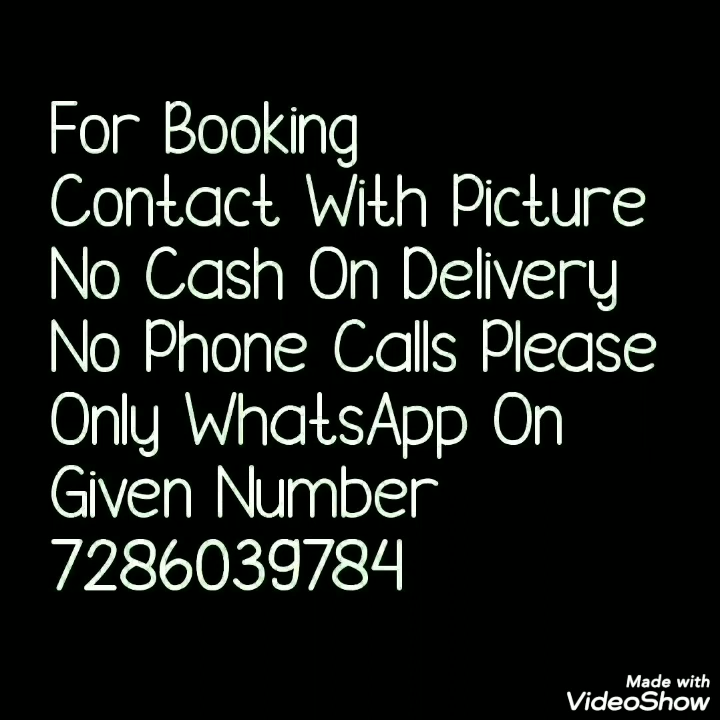 For Booking
Contact With Picture
No Cash On Delivery
No Phone Calls Please
Only WhatsApp On
Given Number
7286039784
Made with
VideoShow